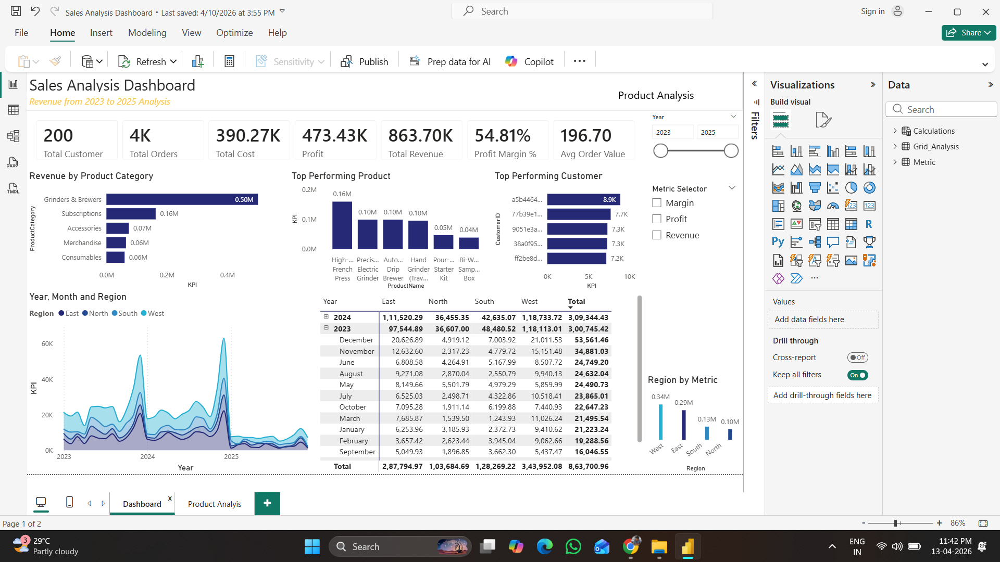 Sales Analysis Dashboard • Last saved: 4/10/2026 at 3:55 PM
Search
Sign in
File Home Insert Modeling View Optimize Help
Share
Refresh
Sensitivity
Publish
Prep data for AI
Copilot
Sales Analysis Dashboard
Revenue from 2023 to 2025 Analysis
Product Analysis
200
Total Customer
4K
Total Orders
390.27K
Total Cost
473.43K
Profit
863.70K
Total Revenue
54.81%
Profit Margin %
196.70
Avg Order Value
Year
2023 2025
Revenue by Product Category
ProductCategory
Grinders & Brewers 0.50M
Subscriptions 0.16M
Accessories 0.07M
Merchandise 0.06M
Consumables 0.06M
0.0M 0.2M 0.4M
KPI
Top Performing Product
KPI
0.2M
0.1M
0.0M
0.16M 0.10M 0.10M 0.10M 0.05M 0.04M
High-... Precis... Auto... Hand Pour-... Bi-W...
French Electric Drip Grinder Starter Samp...
Press Grinder Brewer (Trav... Kit Box
ProductName
Top Performing Customer
CustomerID
a5b4464... 8.9K
77b39e1... 7.7K
9051e3a... 7.3K
38a0f95... 7.3K
ff2be8d... 7.2K
0K 5K 10K
KPI
Metric Selector
Margin
Profit
Revenue
Year, Month and Region
Region East North South West
KPI
60K
40K
20K
0K
2023 2024 2025
Year
Year East North South West Total
2024 1,11,520.29 36,455.35 42,635.07 1,18,733.72 3,09,344.43
2023 97,544.89 36,607.00 48,480.52 1,18,113.01 3,00,745.42
December 20,626.89 4,919.12 7,003.92 21,011.53 53,561.46
November 12,632.60 2,317.23 4,779.72 15,151.48 34,881.03
June 6,808.58 4,264.91 5,167.99 8,507.72 24,749.20
August 9,271.08 2,870.04 2,550.79 9,940.13 24,632.04
May 8,149.66 5,501.79 4,979.29 5,859.99 24,490.73
July 6,525.03 2,498.71 4,322.86 10,518.41 23,865.01
October 7,095.28 1,911.14 6,199.88 7,440.93 22,647.23
March 7,685.87 1,539.50 1,243.93 11,026.24 21,495.54
January 6,253.96 3,185.93 2,372.73 9,410.62 21,223.24
February 3,657.42 2,623.44 3,945.04 9,062.66 19,288.56
September 5,049.93 1,896.85 3,662.30 5,437.47 16,046.55
Total 2,87,794.97 1,03,684.69 1,28,269.22 3,43,952.08 8,63,700.96
Region by Metric
0.34M 0.29M 0.13M 0.10M
West East South North
Region
Filters
Visualizations
Build visual
123
123
R
Py
Values
Add data fields here
Drill through
Cross-report Off
Keep all filters On
Add drill-through fields here
Data
Search
Calculations
Grid_Analysis
Metric
DAX
TMDL
Dashboard x
Product Analyis
+
Page 1 of 2
- + 86%
3
29°C
Partly cloudy
Search
ENG
IN
11:42 PM
13-04-2026